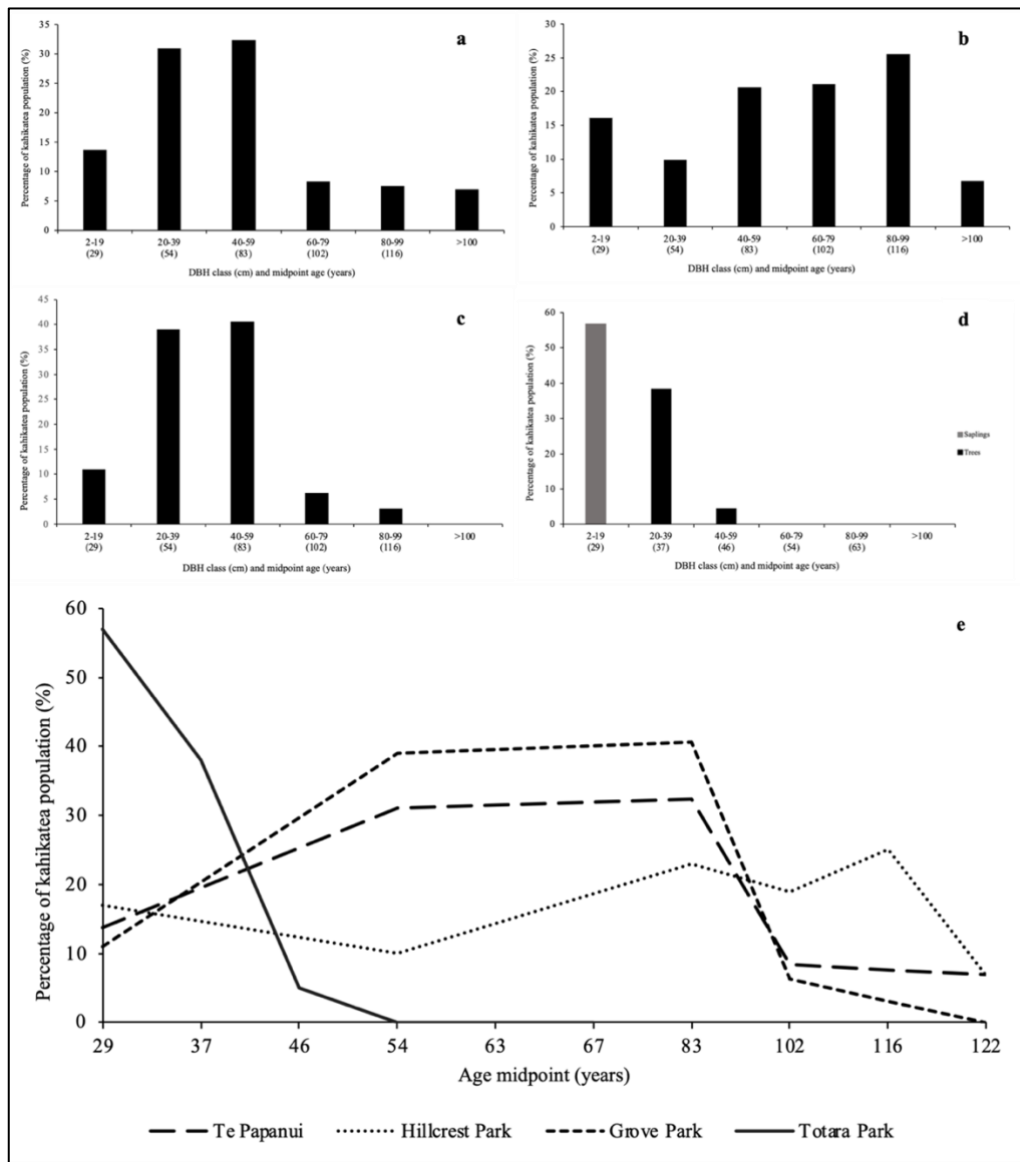 a
Percentage of kahikatea population (%)
35
30
25
20
15
10
5
0
2-19 20-39 40-59 60-79 80-99 >100
(29) (54) (83) (102) (116)
DBH class (cm) and midpoint age (years)
b
Percentage of kahikatea population (%)
30
25
20
15
10
5
0
2-19 20-39 40-59 60-79 80-99 >100
(29) (54) (83) (102) (116)
DBH class (cm) and midpoint age (years)
c
Percentage of kahikatea population (%)
45
40
35
30
25
20
15
10
5
0
2-19 20-39 40-59 60-79 80-99 >100
(29) (54) (83) (102) (116)
DBH class (cm) and midpoint age (years)
d
Percentage of kahikatea population (%)
60
50
40
30
20
10
0
2-19 20-39 40-59 60-79 80-99 >100
(29) (37) (46) (54) (63)
DBH class (cm) and midpoint age (years)
Saplings
Trees
e
Percentage of kahikatea population (%)
60
50
40
30
20
10
0
29 37 46 54 63 67 83 102 116 122
Age midpoint (years)
Te Papanui Hillcrest Park Grove Park Totara Park